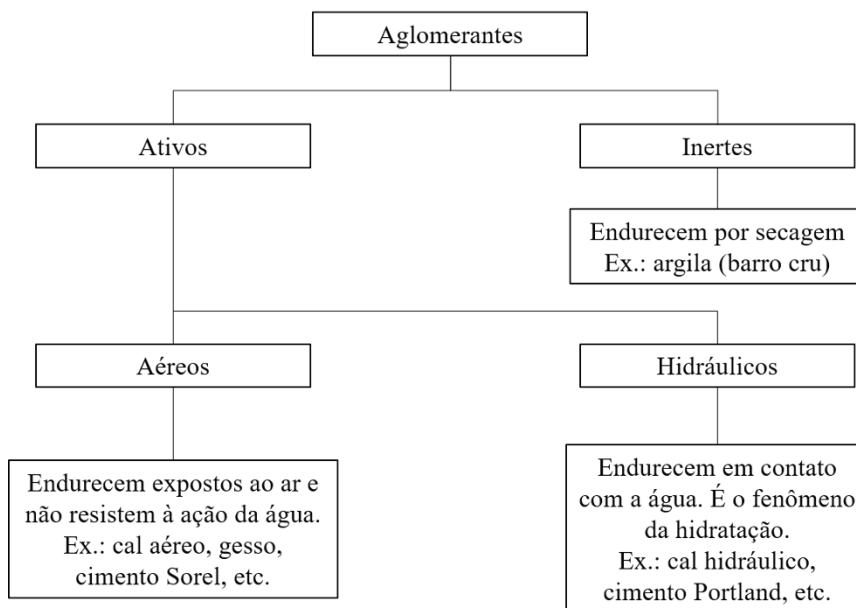 Aglomerantes
Ativos
Inertes
Endurecem por secagem
Ex.: argila (barro cru)
Aéreos
Hidráulicos
Endurecem expostos ao ar e
não resistem à ação da água.
Ex.: cal aéreo, gesso,
cimento Sorel, etc.
Endurecem em contato
com a água. É o fenômeno
da hidratação.
Ex.: cal hidráulico,
cimento Portland, etc.